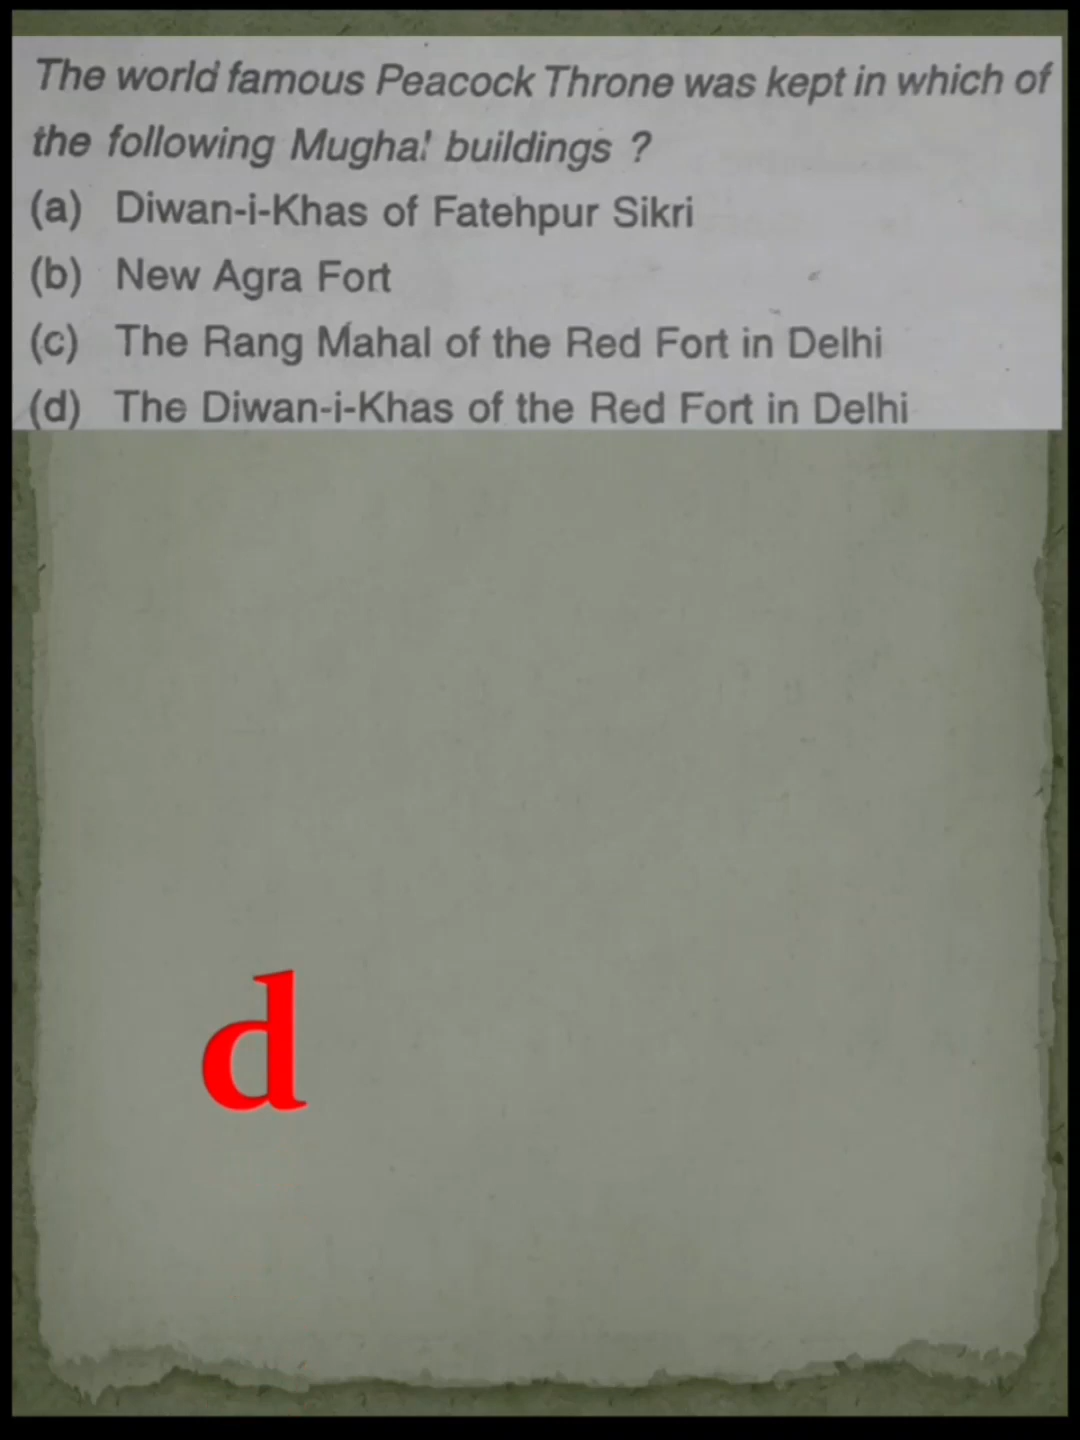 The world famous Peacock Throne was kept in which of
the following Mughal buildings ?
(a) Diwan-i-Khas of Fatehpur Sikri
(b) New Agra Fort
(c) The Rang Mahal of the Red Fort in Delhi
(d) The Diwan-i-Khas of the Red Fort in Delhi
d